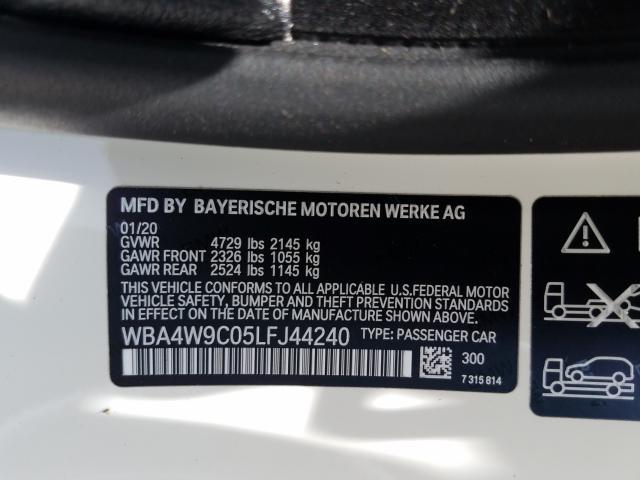 MFD BY BAYERISCHE MOTOREN WERKE AG
01/20
GVWR 4729 lbs 2145 kg
GAWR FRONT 2326 lbs 1055 kg
GAWR REAR 2524 lbs 1145 kg
THIS VEHICLE CONFORMS TO ALL APPLICABLE U.S.FEDERAL MOTOR
VEHICLE SAFETY, BUMPER AND THEFT PREVENTION STANDARDS
IN EFFECT ON THE DATE OF MANUFACTURE SHOWN ABOVE.
WBA4W9C05LFJ44240 TYPE: PASSENGER CAR
300
7 315 814